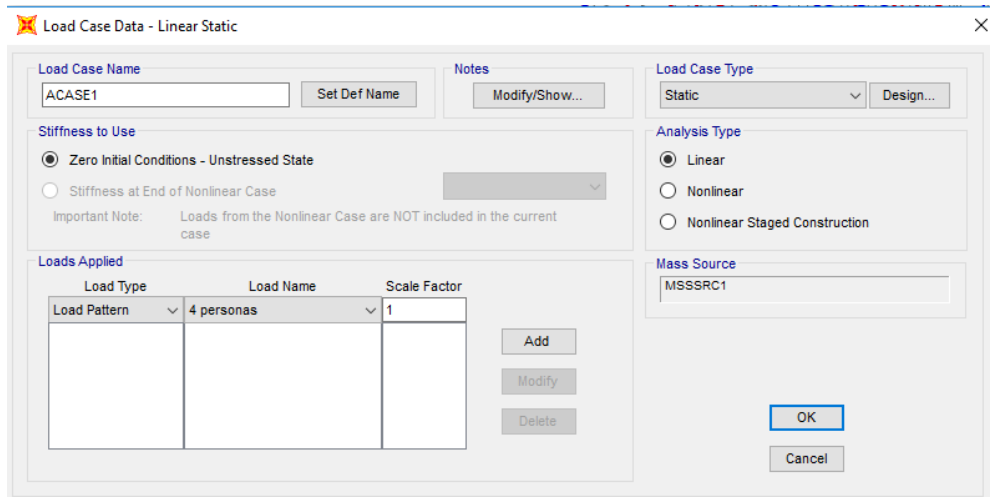 Load Case Data - Linear Static
Load Case Name
ACASE1
Set Def Name
Notes
Modify/Show...
Load Case Type
Static
Design...
Stiffness to Use
Zero Initial Conditions - Unstressed State
Stiffness at End of Nonlinear Case
Important Note: Loads from the Nonlinear Case are NOT included in the current
case
Analysis Type
Linear
Nonlinear
Nonlinear Staged Construction
Loads Applied
Load Type Load Name Scale Factor
Load Pattern 4 personas 1
Add
Modify
Delete
Mass Source
MSSSRC1
OK
Cancel